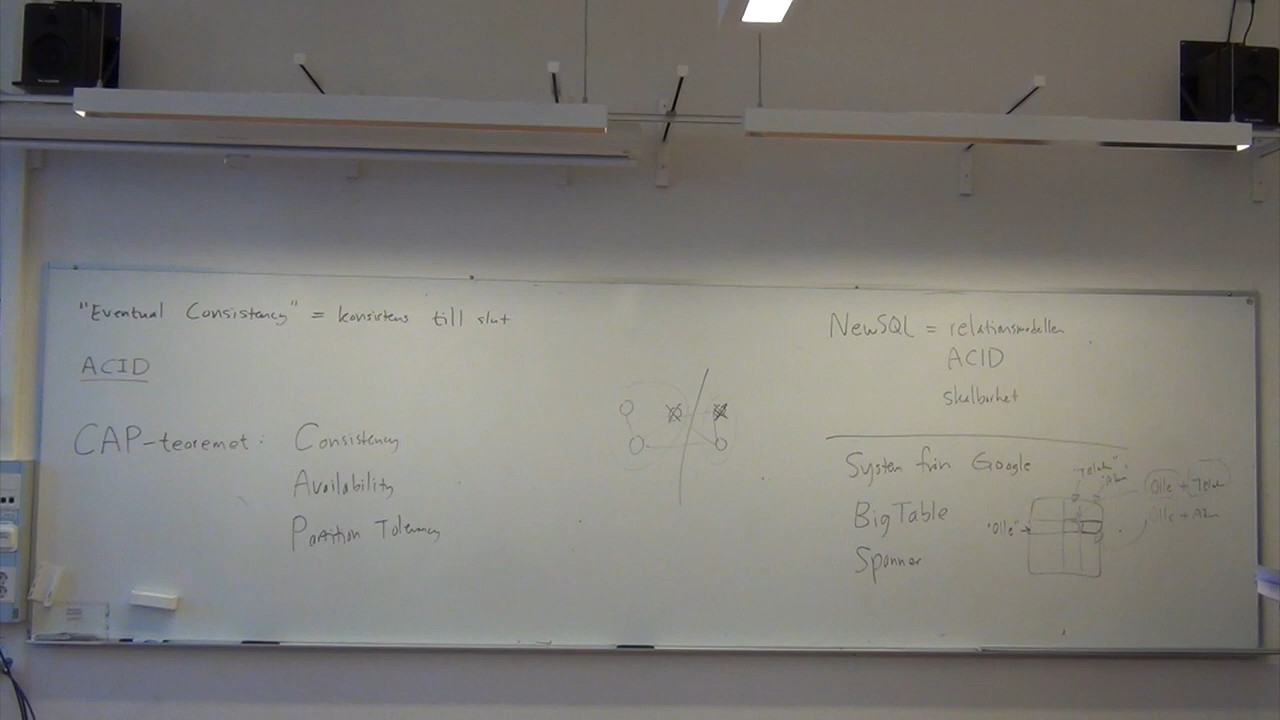 "Eventual Consistency" = konsistens till slut
ACID
CAP-teoremet: Consistency
Availability
Partition Tolerancy
NewSQL = relationsmodellen
ACID
skalbarhet
System från Google
BigTable
Spanner
"Olle"
Olle +
Olle +